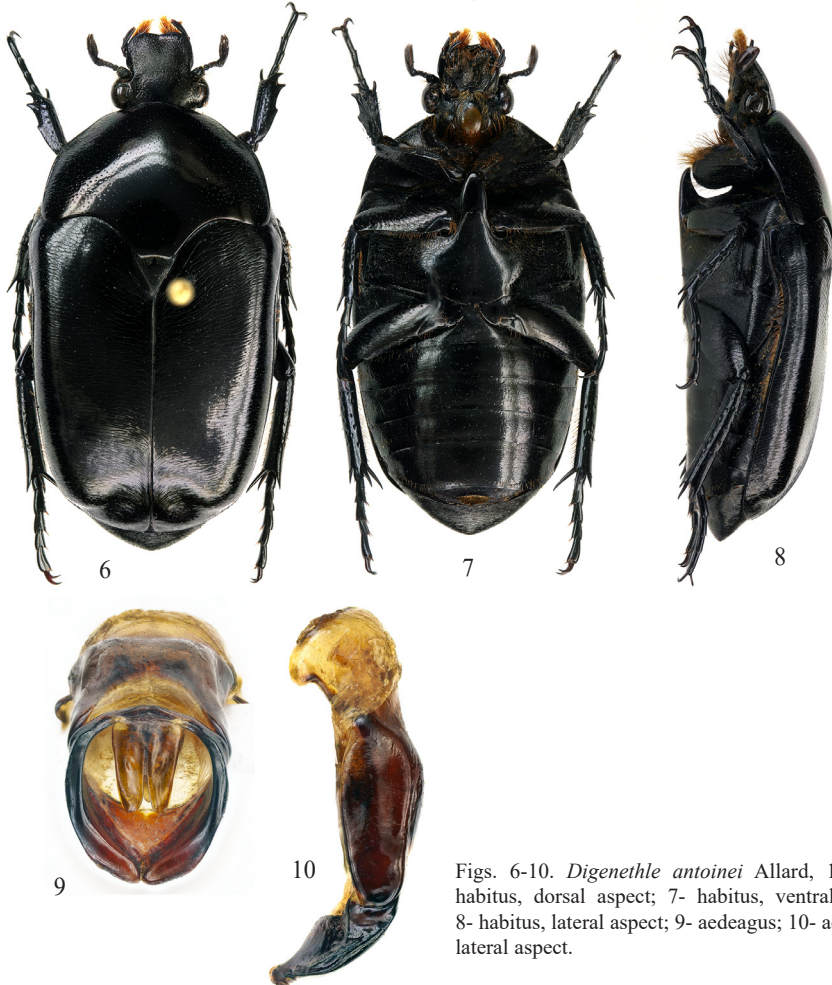 6
7
8
9
10
Figs. 6-10. Digenethle antoinei Allard,
habitus, dorsal aspect; 7- habitus, ventral
8- habitus, lateral aspect; 9- aedeagus; 10-
lateral aspect.